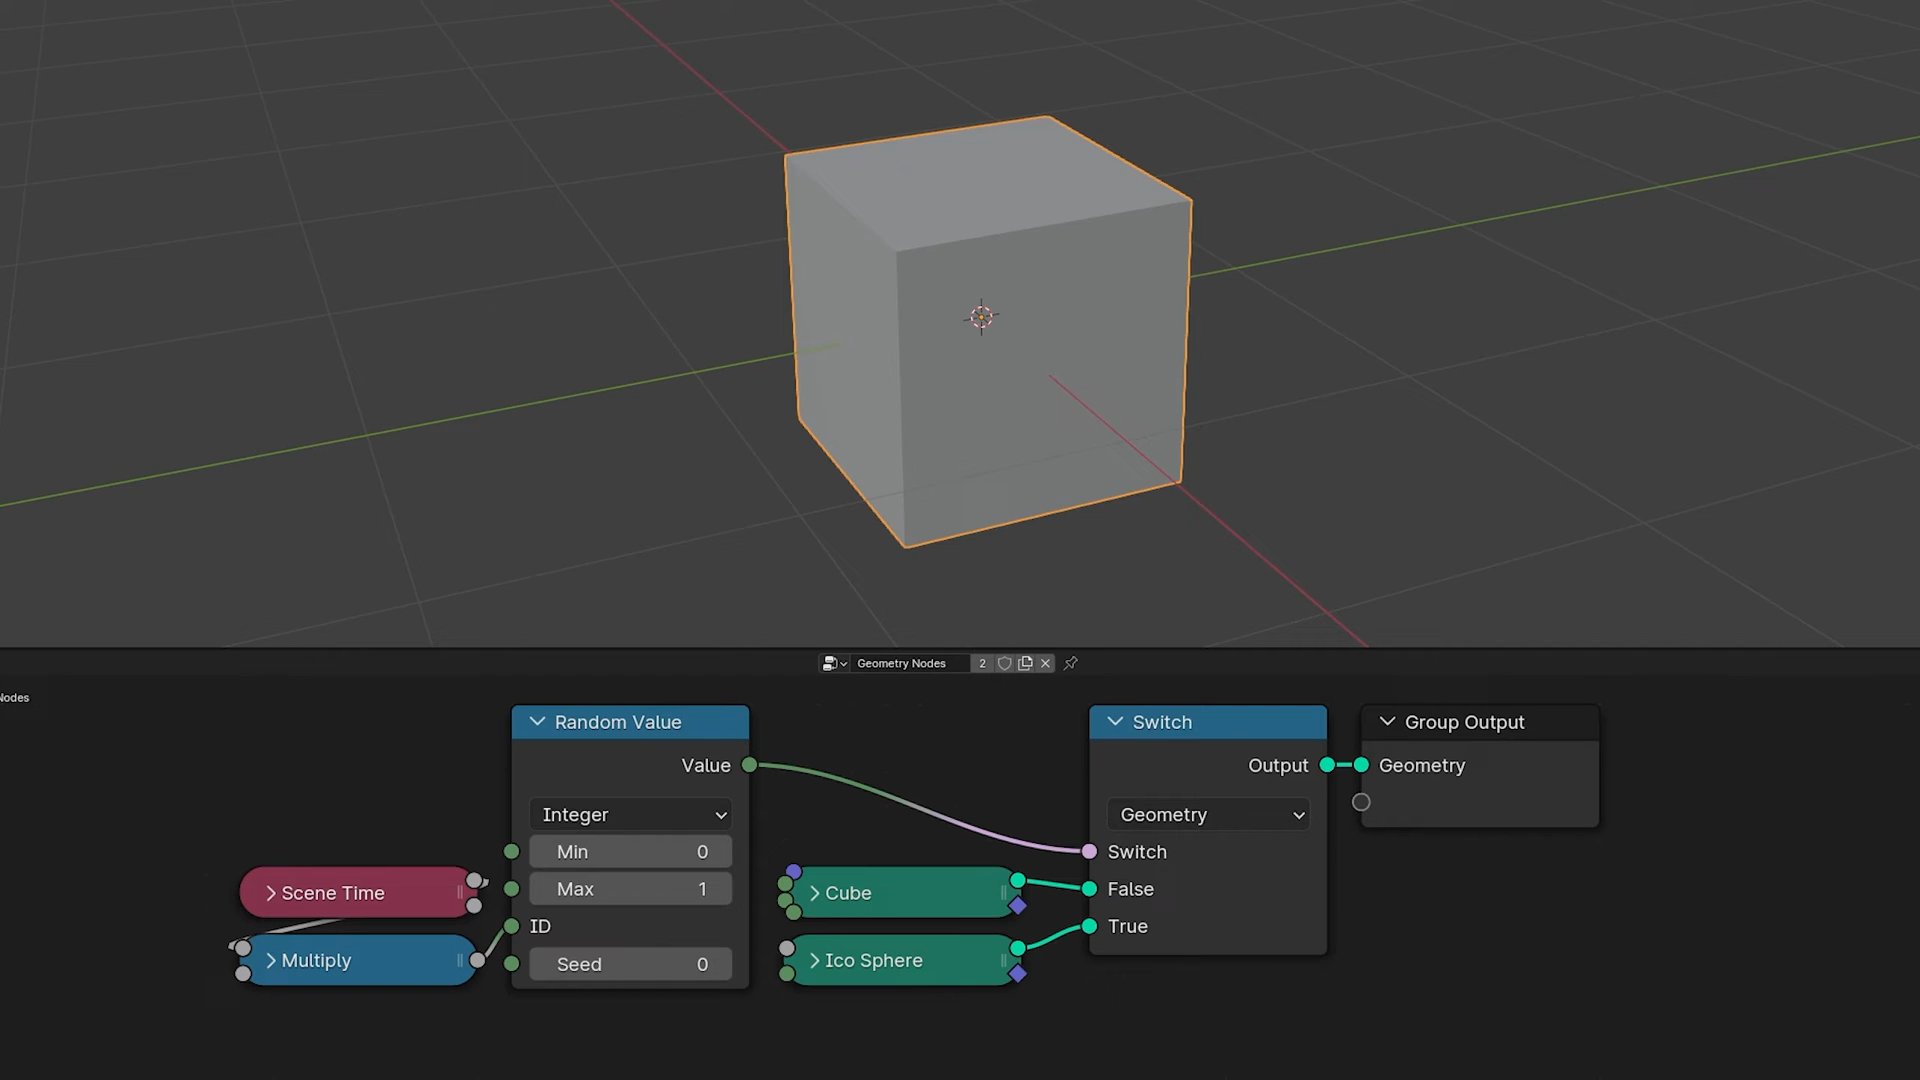 Geometry Nodes 2
Nodes
Random Value
Value
Integer
Min 0
Max 1
ID
Seed 0
Scene Time
Multiply
Cube
Ico Sphere
Switch
Output
Geometry
Switch
False
True
Group Output
Geometry